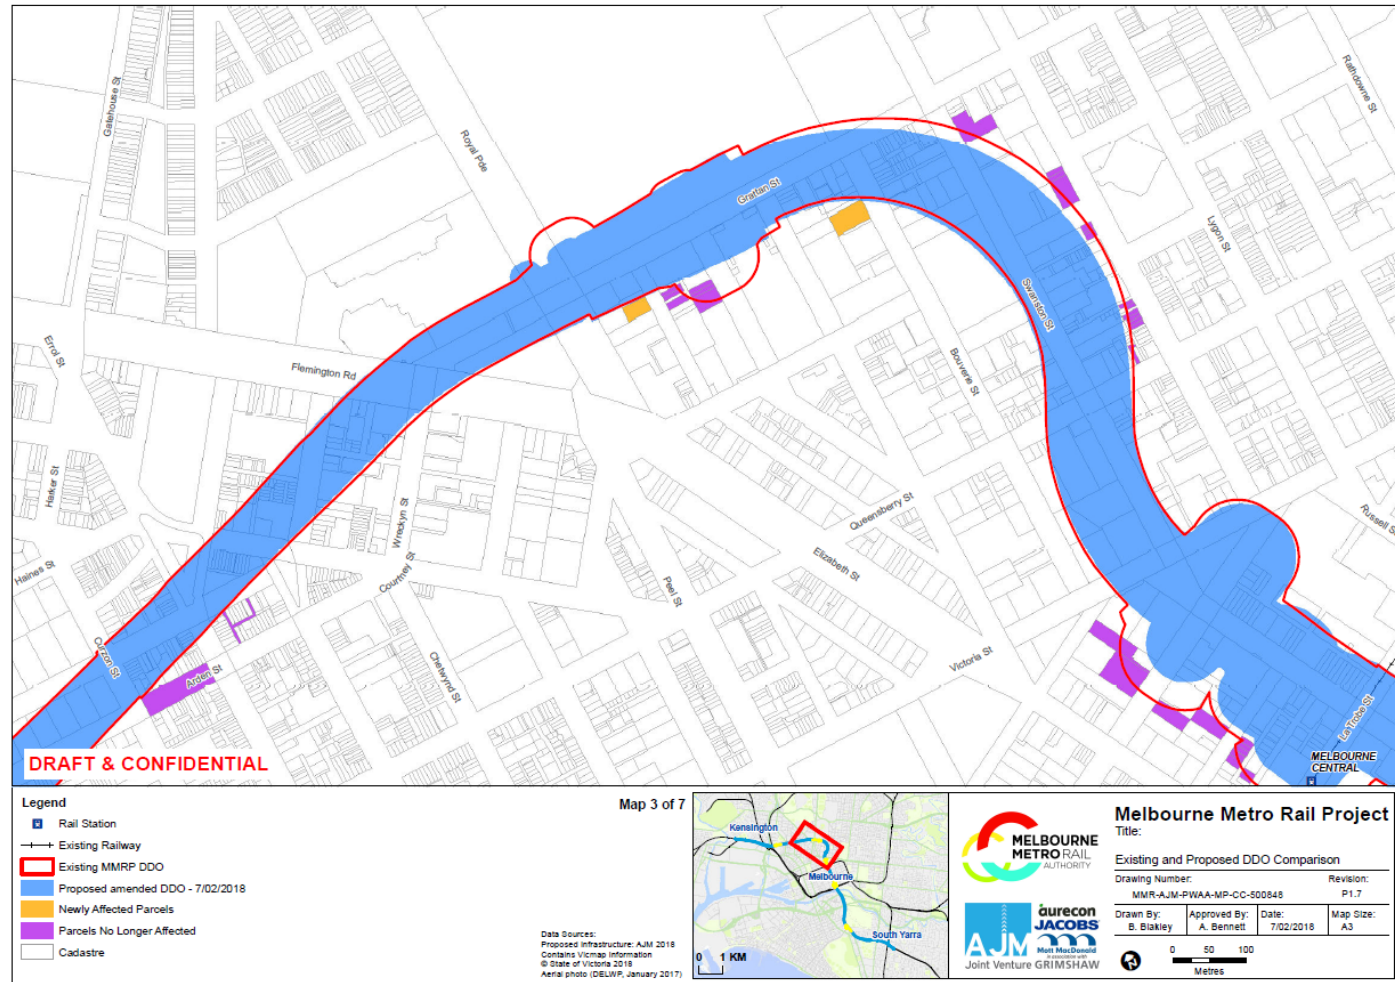 Gatehouse St
Royal Pde
Rathdowne St
Grattan St
Lygon St
Swanston St
Errol St
Flemington Rd
Bouverie St
Harker St
Wreckyn St
Queensberry St
Russell St
Haines St
Courtney St
Elizabeth St
Peel St
Curzon St
Arden St
Chetwynd St
Victoria St
La Trobe St
MELBOURNE
CENTRAL
DRAFT & CONFIDENTIAL
Legend
Rail Station
Existing Railway
Existing MMRP DDO
Proposed amended DDO - 7/02/2018
Newly Affected Parcels
Parcels No Longer Affected
Cadastre
Map 3 of 7
Data Sources:
Proposed Infrastructure: AJM 2018
Contains Vicmap Information
© State of Victoria 2018
Aerial photo (DELWP, January 2017)
Kensington
Melbourne
South Yarra
0 1 KM
MELBOURNE
METRO RAIL
AUTHORITY
AJM
Joint Venture
aurecon
JACOBS
Mott MacDonald
in association with
GRIMSHAW
Melbourne Metro Rail Project
Title:
Existing and Proposed DDO Comparison
Drawing Number: Revision:
MMR-AJM-PWAA-MP-CC-500848 P1.7
Drawn By: Approved By: Date: Map Size:
B. Blakley A. Bennett 7/02/2018 A3
0 50 100
Metres